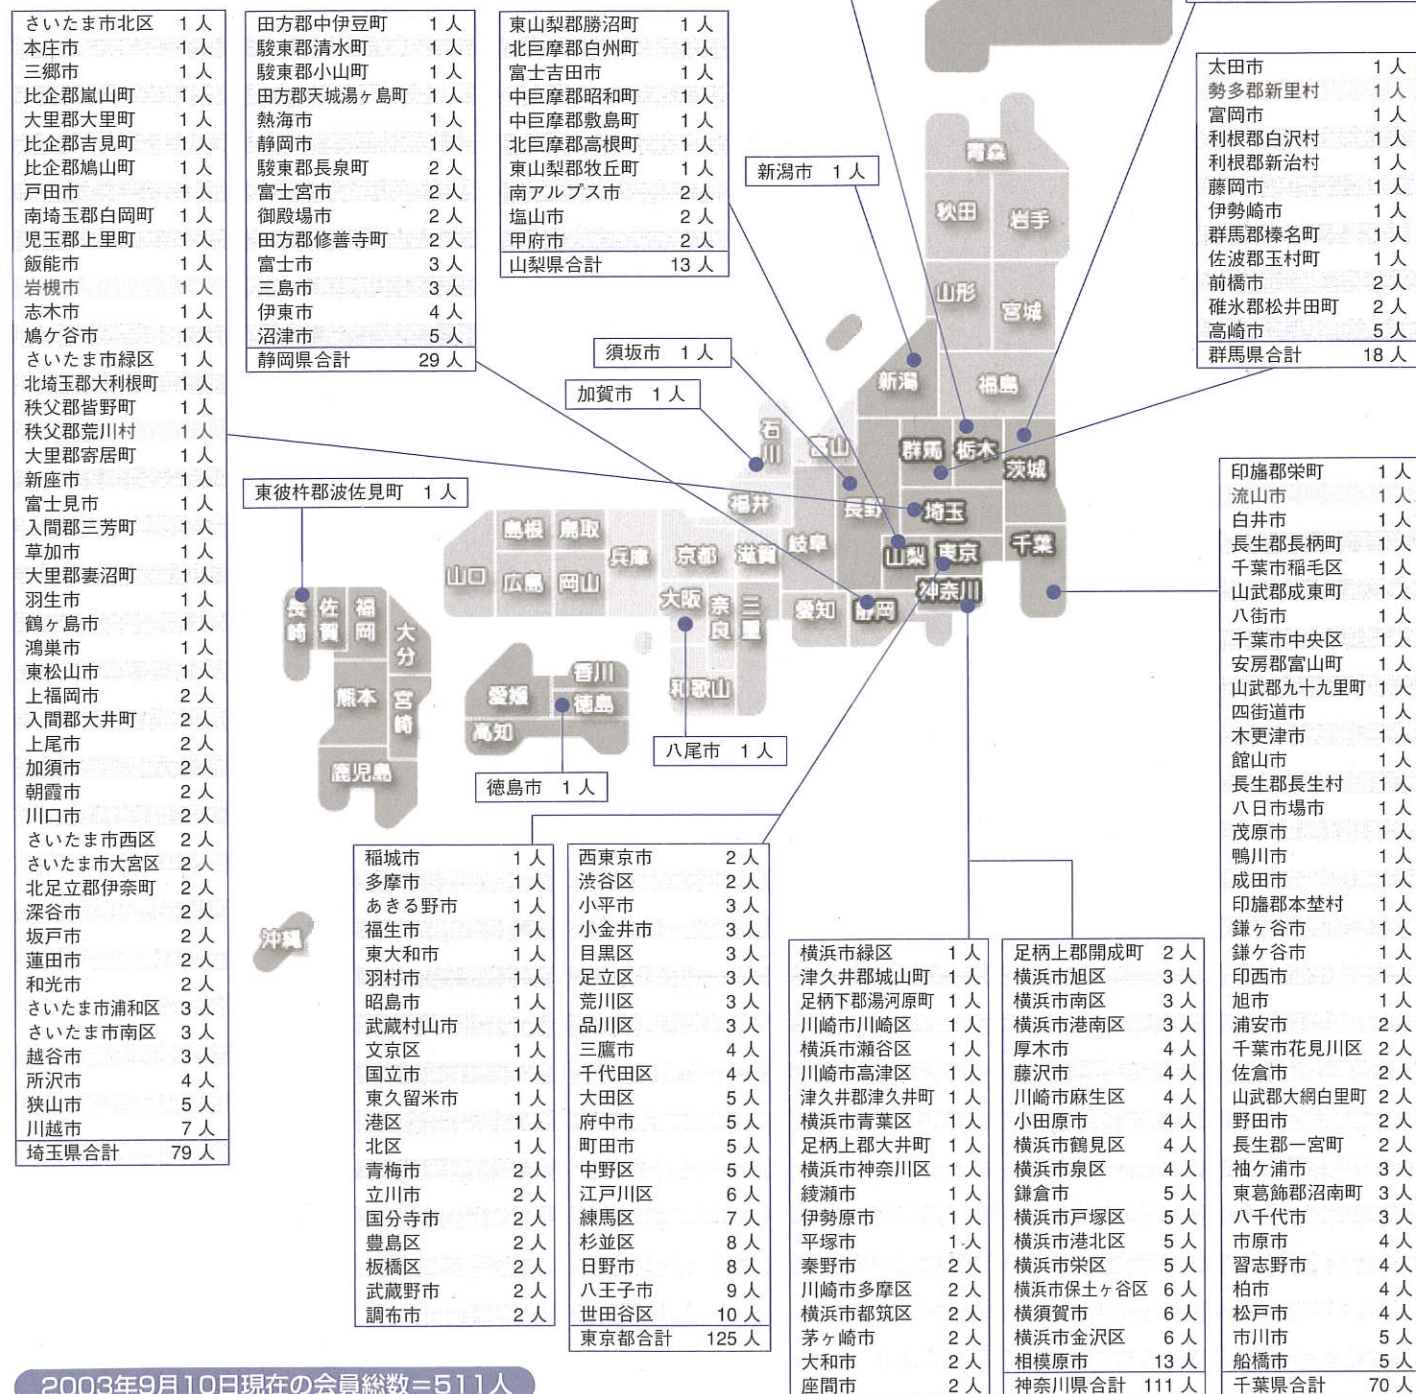 さいたま市北区 1人
本庄市 1人
三郷市 1人
比企郡嵐山町 1人
大里郡大里町 1人
比企郡吉見町 1人
比企郡鳩山町 1人
戸田市 1人
南埼玉郡白岡町 1人
児玉郡上里町 1人
飯能市 1人
岩槻市 1人
志木市 1人
鳩ヶ谷市 1人
さいたま市緑区 1人
北埼玉郡大利根町 1人
秩父郡皆野町 1人
秩父郡荒川村 1人
大里郡寄居町 1人
新座市 1人
富士見市 1人
入間郡三芳町 1人
草加市 1人
大里郡妻沼町 1人
羽生市 1人
鶴ヶ島市 1人
鴻巣市 1人
東松山市 1人
上福岡市 2人
入間郡大井町 2人
上尾市 2人
加須市 2人
朝霞市 2人
川口市 2人
さいたま市西区 2人
さいたま市大宮区 2人
北足立郡伊奈町 2人
深谷市 2人
坂戸市 2人
蓮田市 2人
和光市 2人
さいたま市浦和区 3人
さいたま市南区 3人
越谷市 3人
所沢市 4人
狭山市 5人
川越市 7人
埼玉県合計 79人
田方郡中伊豆町 1人
駿東郡清水町 1人
駿東郡小山町 1人
田方郡天城湯ヶ島町 1人
熱海市 1人
静岡市 1人
駿東郡長泉町 2人
富士宮市 2人
御殿場市 2人
田方郡修善寺町 2人
富士市 3人
三島市 3人
伊東市 4人
沼津市 5人
静岡県合計 29人
東山梨郡勝沼町 1人
北巨摩郡白州町 1人
富士吉田市 1人
中巨摩郡昭和町 1人
中巨摩郡敷島町 1人
北巨摩郡高根町 1人
東山梨郡牧丘町 1人
南アルプス市 2人
塩山市 2人
甲府市 2人
山梨県合計 13人
新潟市 1人
須坂市 1人
加賀市 1人
東彼杵郡波佐見町 1人
太田市 1人
勢多郡新里村 1人
富岡市 1人
利根郡白沢村 1人
利根郡新治村 1人
藤岡市 1人
伊勢崎市 1人
群馬郡榛名町 1人
佐波郡玉村町 1人
前橋市 2人
碓氷郡松井田町 2人
高崎市 5人
群馬県合計 18人
青森
秋田
岩手
山形
宮城
新潟
福島
石川
富山
群馬
栃木
茨城
福井
長野
埼玉
島根
鳥取
兵庫
京都
滋賀
岐阜
山梨
東京
千葉
山口
広島
岡山
大阪
奈良
三重
愛知
静岡
神奈川
長崎
佐賀
福岡
大分
香川
和歌山
熊本
宮崎
愛媛
徳島
高知
鹿児島
沖縄
八尾市 1人
徳島市 1人
稲城市 1人
多摩市 1人
あきる野市 1人
福生市 1人
東大和市 1人
羽村市 1人
昭島市 1人
武蔵村山市 1人
文京区 1人
国立市 1人
東久留米市 1人
港区 1人
北区 1人
青梅市 2人
立川市 2人
国分寺市 2人
豊島区 2人
板橋区 2人
武蔵野市 2人
調布市 2人
西東京市 2人
渋谷区 2人
小平市 3人
小金井市 3人
目黒区 3人
足立区 3人
荒川区 3人
品川区 3人
三鷹市 4人
千代田区 4人
大田区 5人
府中市 5人
町田市 5人
中野区 5人
江戸川区 6人
練馬区 7人
杉並区 8人
日野市 8人
八王子市 9人
世田谷区 10人
東京都合計 125人
横浜市緑区 1人
津久井郡城山町 1人
足柄下郡湯河原町 1人
川崎市川崎区 1人
横浜市瀬谷区 1人
川崎市高津区 1人
津久井郡津久井町 1人
横浜市青葉区 1人
足柄上郡大井町 1人
横浜市神奈川区 1人
綾瀬市 1人
伊勢原市 1人
平塚市 1人
秦野市 2人
川崎市多摩区 2人
横浜市都筑区 2人
茅ヶ崎市 2人
大和市 2人
座間市 2人
足柄上郡開成町 2人
横浜市旭区 3人
横浜市南区 3人
横浜市港南区 3人
厚木市 4人
藤沢市 4人
川崎市麻生区 4人
小田原市 4人
横浜市鶴見区 4人
横浜市泉区 4人
鎌倉市 5人
横浜市戸塚区 5人
横浜市港北区 5人
横浜市栄区 5人
横浜市保土ヶ谷区 6人
横須賀市 6人
横浜市金沢区 6人
相模原市 13人
神奈川県合計 111人
印旛郡栄町 1人
流山市 1人
白井市 1人
長生郡長柄町 1人
千葉市稲毛区 1人
山武郡成東町 1人
八街市 1人
千葉市中央区 1人
安房郡富山町 1人
山武郡九十九里町 1人
四街道市 1人
木更津市 1人
館山市 1人
長生郡長生村 1人
八日市場市 1人
茂原市 1人
鴨川市 1人
成田市 1人
印旛郡本埜村 1人
鎌ヶ谷市 1人
鎌ケ谷市 1人
印西市 1人
旭市 1人
浦安市 2人
千葉市花見川区 2人
佐倉市 2人
山武郡大網白里町 2人
野田市 2人
長生郡一宮町 2人
袖ケ浦市 3人
東葛飾郡沼南町 3人
八千代市 3人
市原市 4人
習志野市 4人
柏市 4人
松戸市 4人
市川市 5人
船橋市 5人
千葉県合計 70人
2003年9月10日現在の会員総数=511人